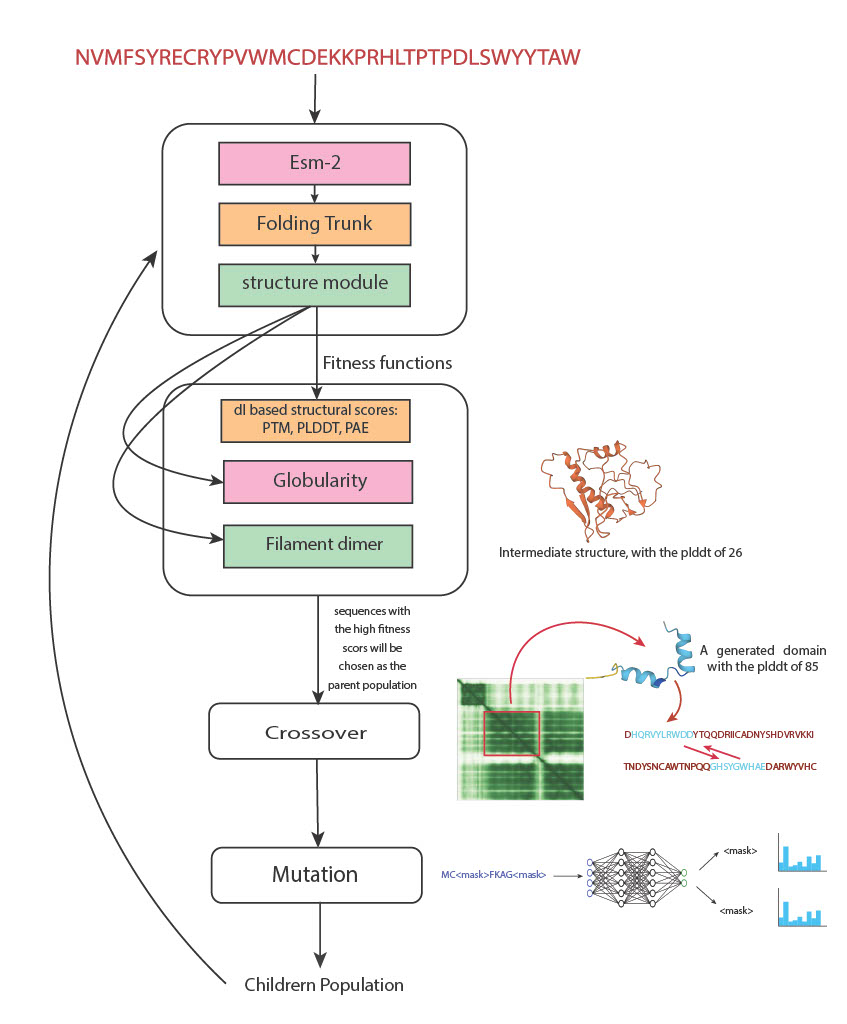 NVMFSYRECRYPVWMCDEKKPRHLTPTPDLSWYYTAW
Esm-2
Folding Trunk
structure module
Fitness functions
dl based structural scores:
PTM, PLDDT, PAE
Globularity
Filament dimer
Intermediate structure, with the plddt of 26
sequences with
the high fitness
scors will be
chosen as the
parent population
A generated domain
with the plddt of 85
Crossover
DHQRVYLRWDDYTQQDRIICADNYSHDVRVKKI
TNDYSNCAWTNPQQGHSYGWHAEDARWYVHC
Mutation
MC<mask>FKAG<mask>
<mask>
<mask>
Childrern Population